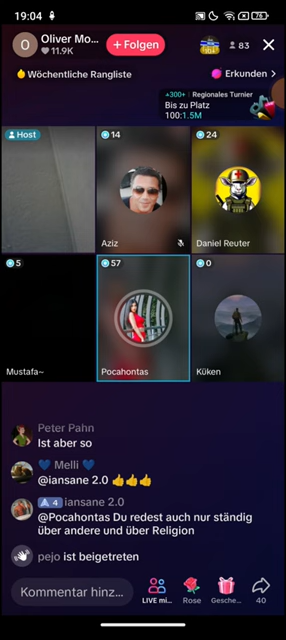 19:04
76
Oliver Mo...
11.9K
+ Folgen
83
Wöchentliche Rangliste
Erkunden >
+300↑ Regionales Turnier
Bis zu Platz
100:1.5M
Host
14
24
Aziz
Daniel Reuter
5
57
0
Mustafa~
Pocahontas
Küken
Peter Pahn
Ist aber so
💙 Melli 💙
@iansane 2.0 👍👍👍
4 iansane 2.0
@Pocahontas Du redest auch nur ständig
über andere und über Religion
pejo ist beigetreten
Kommentar hinz...
LIVE mi...
Rose
Gesche...
40